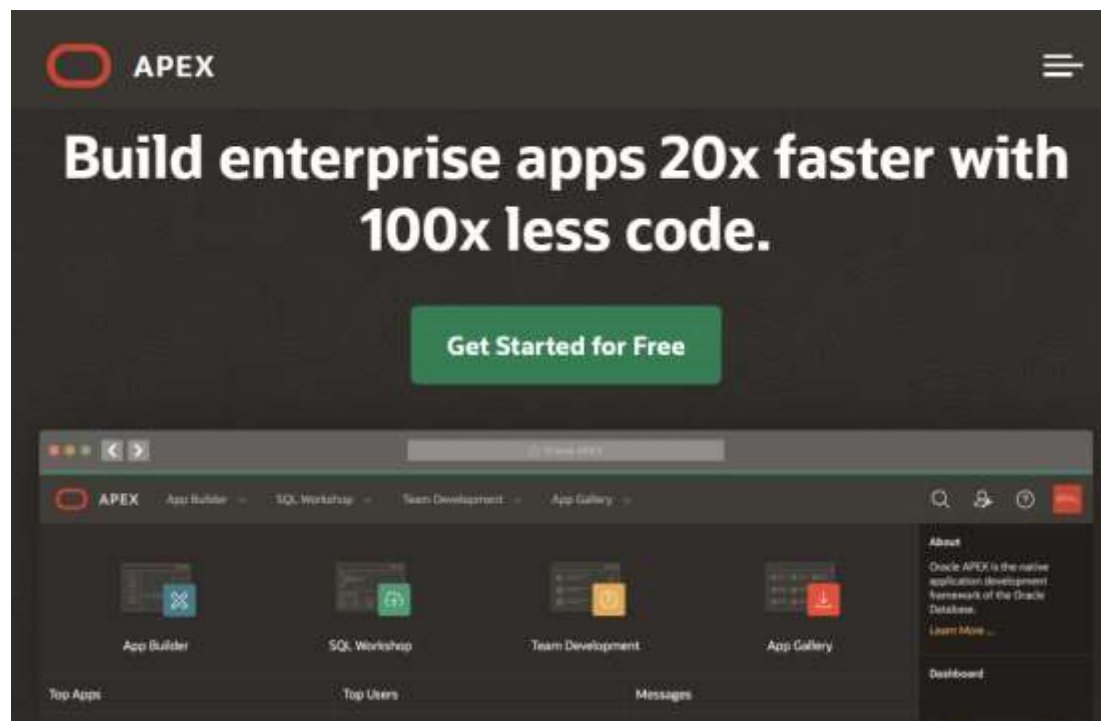 APEX
Build enterprise apps 20x faster with
100x less code.
Get Started for Free
APEX App Builder SQL Workshop Team Development App Gallery
App Builder
SQL Workshop
Team Development
App Gallery
About
Oracle APEX is the native
application development
framework of the Oracle
Database.
Learn More ...
Dashboard
Top Apps
Top Users
Messages